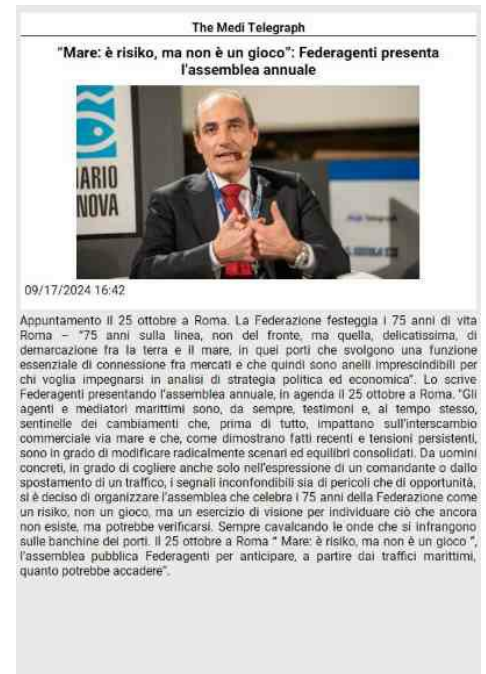 The Medi Telegraph
“Mare: è risiko, ma non è un gioco”: Federagenti presenta
l'assemblea annuale
ARIO
NOVA
Telegraph
09/17/2024 16:42
Appuntamento il 25 ottobre a Roma. La Federazione festeggia i 75 anni di vita
Roma – “75 anni sulla linea, non del fronte, ma quella, delicatissima, di
demarcazione fra la terra e il mare, in quei porti che svolgono una funzione
essenziale di connessione fra mercati e che quindi sono anelli imprescindibili per
chi voglia impegnarsi in analisi di strategia politica ed economica”. Lo scrive
Federagenti presentando l'assemblea annuale, in agenda il 25 ottobre a Roma. “Gli
agenti e mediatori marittimi sono, da sempre, testimoni e, al tempo stesso,
sentinelle dei cambiamenti che, prima di tutto, impattano sull'interscambio
commerciale via mare e che, come dimostrano fatti recenti e tensioni persistenti,
sono in grado di modificare radicalmente scenari ed equilibri consolidati. Da uomini
concreti, in grado di cogliere anche solo nell'espressione di un comandante o dallo
spostamento di un traffico, i segnali inconfondibili sia di pericoli che di opportunità,
si è deciso di organizzare l'assemblea che celebra i 75 anni della Federazione come
un risiko, non un gioco, ma un esercizio di visione per individuare ciò che ancora
non esiste, ma potrebbe verificarsi. Sempre cavalcando le onde che si infrangono
sulle banchine dei porti. Il 25 ottobre a Roma “ Mare: è risiko, ma non è un gioco ”,
l'assemblea pubblica Federagenti per anticipare, a partire dai traffici marittimi,
quanto potrebbe accadere”.